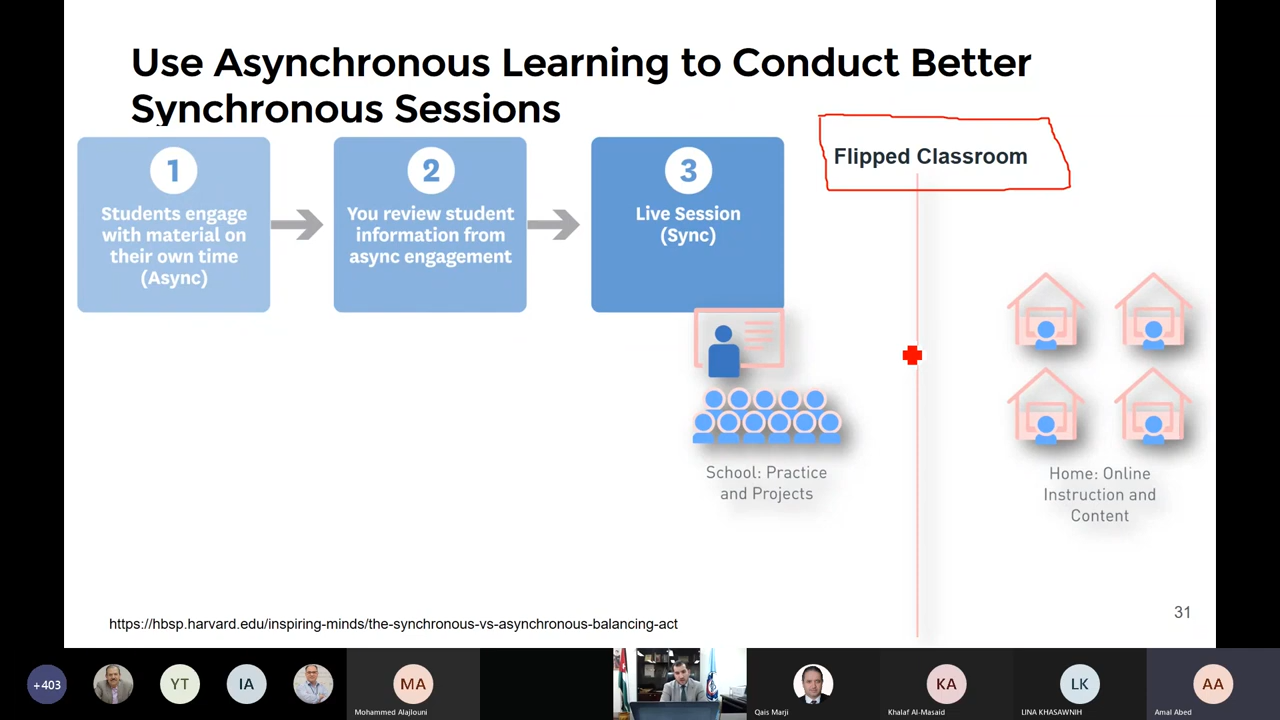 Use Asynchronous Learning to Conduct Better
Synchronous Sessions
1
Students engage
with material on
their own time
(Async)
2
You review student
information from
async engagement
3
Live Session
(Sync)
Flipped Classroom
School: Practice
and Projects
Home: Online
Instruction and
Content
https://hbsp.harvard.edu/inspiring-minds/the-synchronous-vs-asynchronous-balancing-act
31
+403
YT
IA
MA
Mohammed Alajlouni
Qais Marji
KA
Khalaf Al-Masaid
LK
LINA KHASAWNIH
AA
Amal Abed